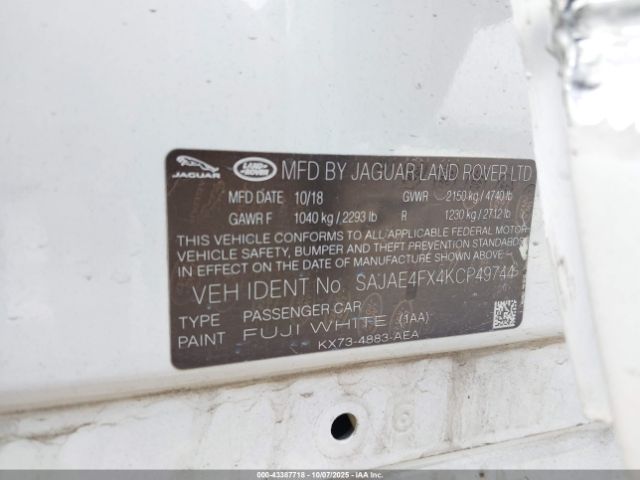 JAGUAR LAND ROVER MFD BY JAGUAR LAND ROVER LTD
MFD DATE 10/18 GVWR 2150 kg / 4740 lb
GAWR F 1040 kg / 2293 lb R 1230 kg / 2712 lb
THIS VEHICLE CONFORMS TO ALL APPLICABLE FEDERAL MOTOR
VEHICLE SAFETY, BUMPER AND THEFT PREVENTION STANDARDS
IN EFFECT ON THE DATE OF MANUFACTURE SHOWN ABOVE.
VEH IDENT No. SAJAE4FX4KCP49744
TYPE PASSENGER CAR
PAINT FUJI WHITE (1AA)
KX73-4883-AEA
000-43387718 | 10/07/2025 | IAAI.COM